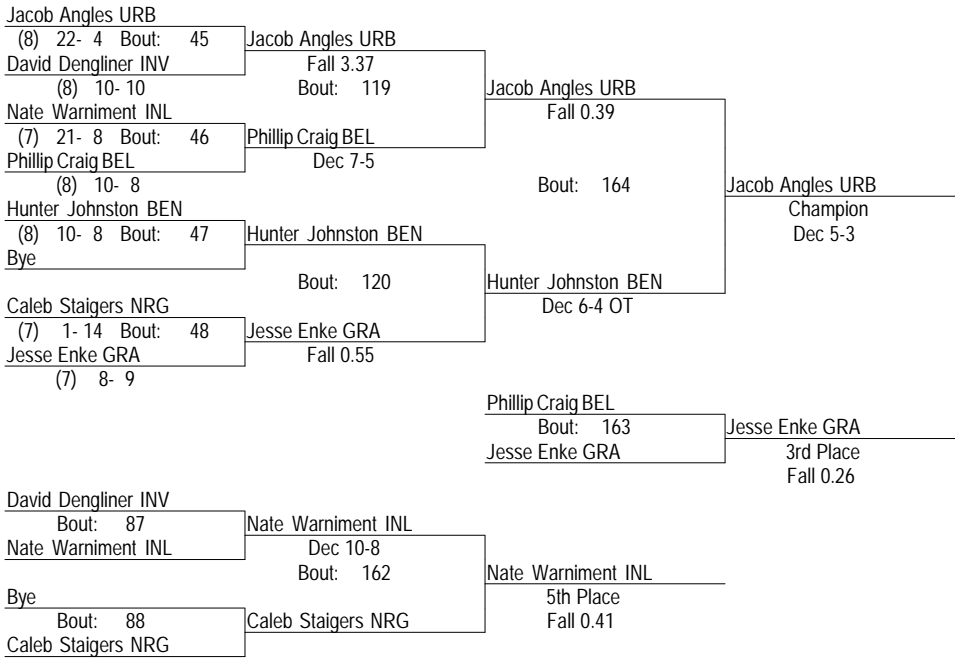 Jacob Angles URB
(8) 22- 4 Bout: 45 Jacob Angles URB
David Dengliner INV Fall 3.37
(8) 10- 10 Bout: 119 Jacob Angles URB
Nate Warniment INL Fall 0.39
(7) 21- 8 Bout: 46 Phillip Craig BEL
Phillip Craig BEL Dec 7-5
(8) 10- 8 Bout: 164 Jacob Angles URB
Hunter Johnston BEN Champion
(8) 10- 8 Bout: 47 Hunter Johnston BEN Dec 5-3
Bye
Bout: 120 Hunter Johnston BEN
Caleb Staigers NRG Dec 6-4 OT
(7) 1- 14 Bout: 48 Jesse Enke GRA
Jesse Enke GRA Fall 0.55
(7) 8- 9
Phillip Craig BEL
Bout: 163 Jesse Enke GRA
Jesse Enke GRA 3rd Place
Fall 0.26
David Dengliner INV
Bout: 87 Nate Warniment INL
Nate Warniment INL Dec 10-8
Bout: 162 Nate Warniment INL
Bye 5th Place
Bout: 88 Caleb Staigers NRG Fall 0.41
Caleb Staigers NRG